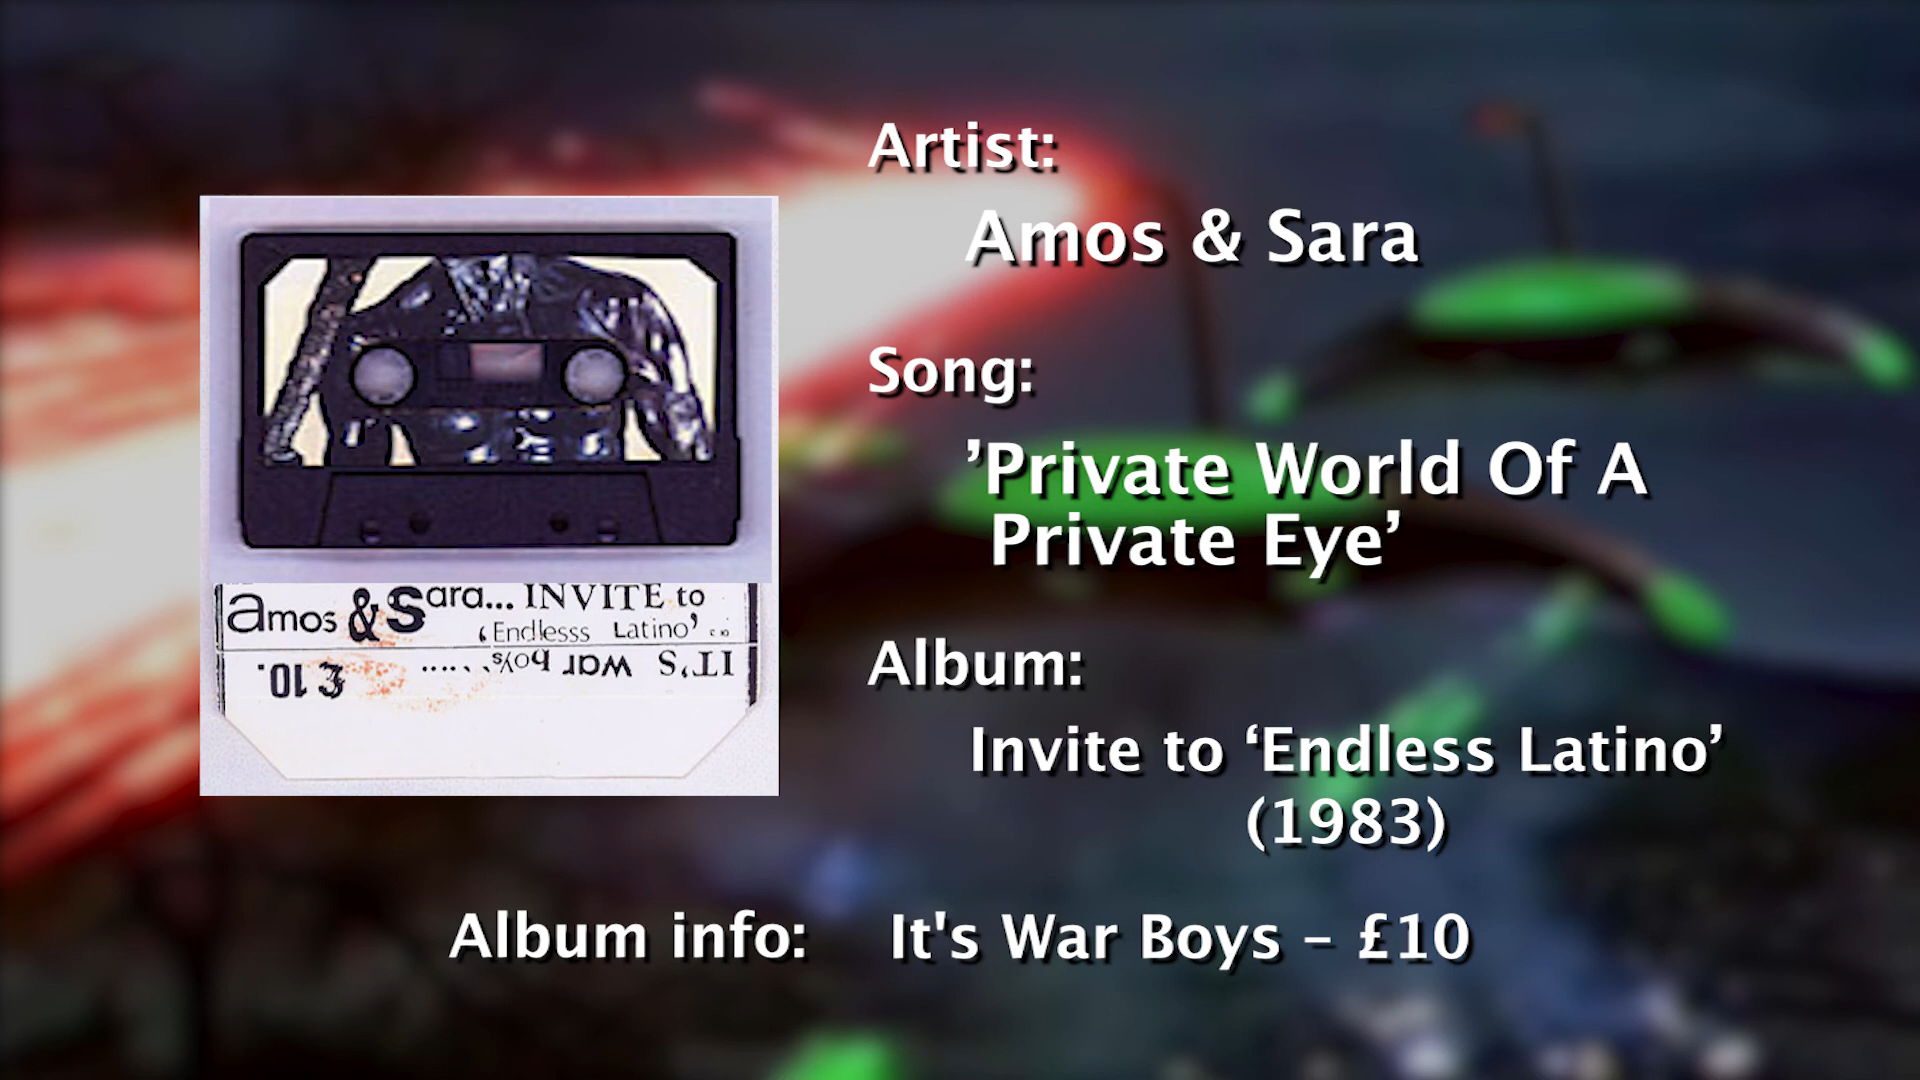 Artist:
Amos & Sara
Song:
’Private World Of A
Private Eye’
Album:
Invite to ‘Endless Latino’
(1983)
Album info: It's War Boys – £10
amos & Sara... INVITE to
‘Endlesss Latino’ ...
IT'S war boys......
£ 10.